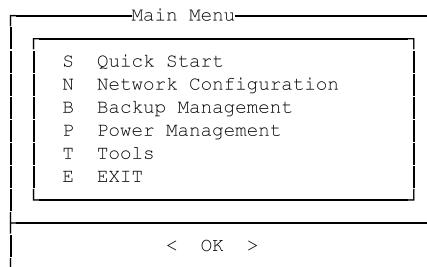 Main Menu
S Quick Start
N Network Configuration
B Backup Management
P Power Management
T Tools
E EXIT
< OK >